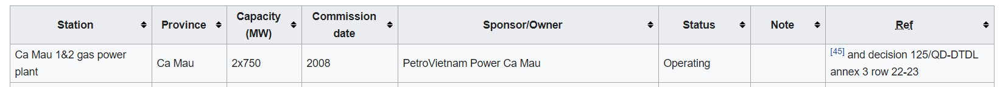 Station
Province
Capacity
(MW)
Commission
date
Sponsor/Owner
Status
Note
Ref
Ca Mau 1&2 gas power
plant
Ca Mau
2x750
2008
PetroVietnam Power Ca Mau
Operating
[45] and decision 125/QD-DTDL
annex 3 row 22-23